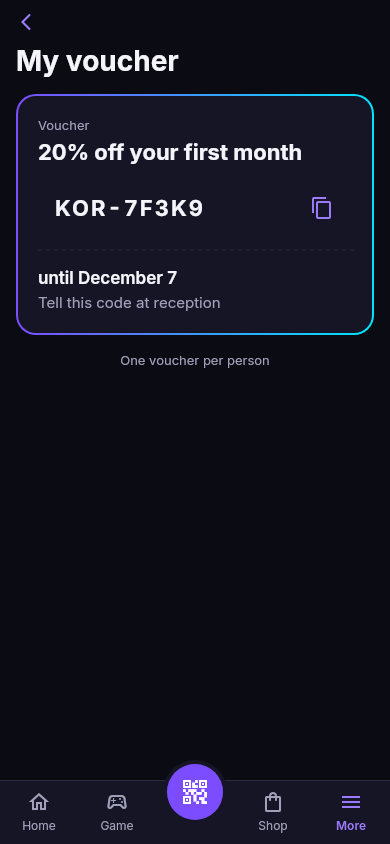 My voucher
Voucher
20% off your first month
KOR-7F3K9
until December 7
Tell this code at reception
One voucher per person
Home
Game
Shop
More